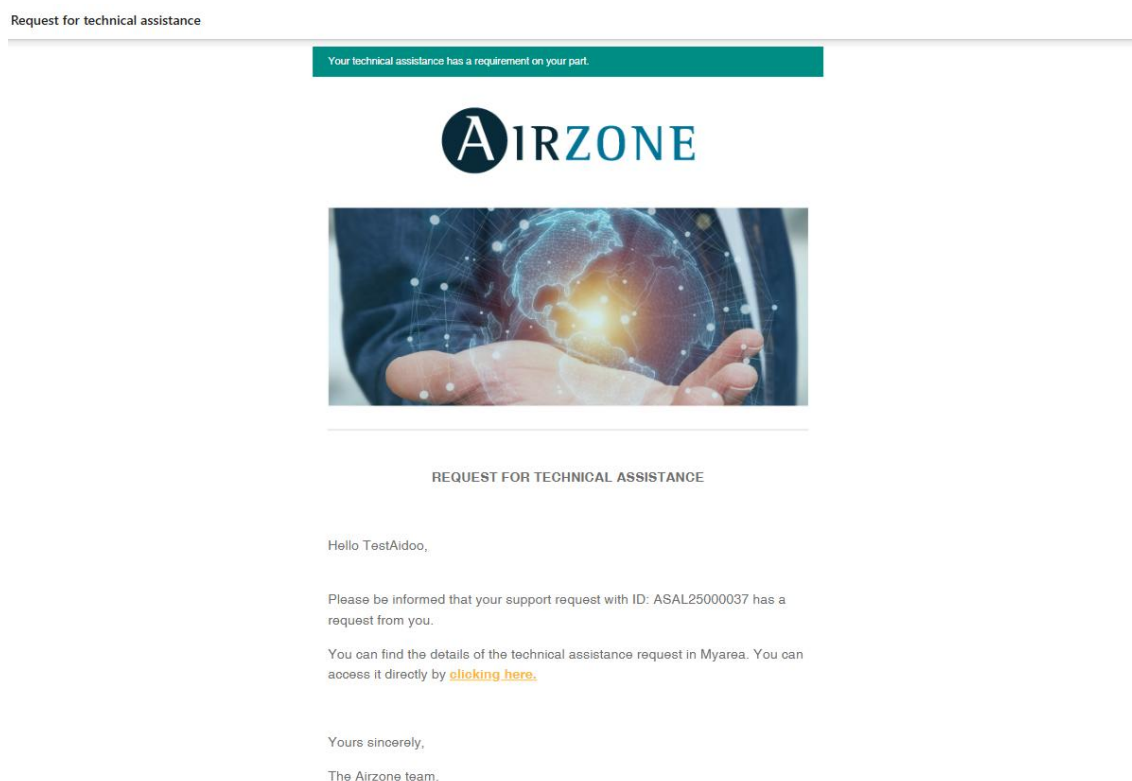 Request for technical assistance
Your technical assistance has a requirement on your part.
AIRZONE
REQUEST FOR TECHNICAL ASSISTANCE
Hello TestAidoo,
Please be informed that your support request with ID: ASAL25000037 has a
request from you.
You can find the details of the technical assistance request in Myarea. You can
access it directly by clicking here.
Yours sincerely,
The Airzone team.